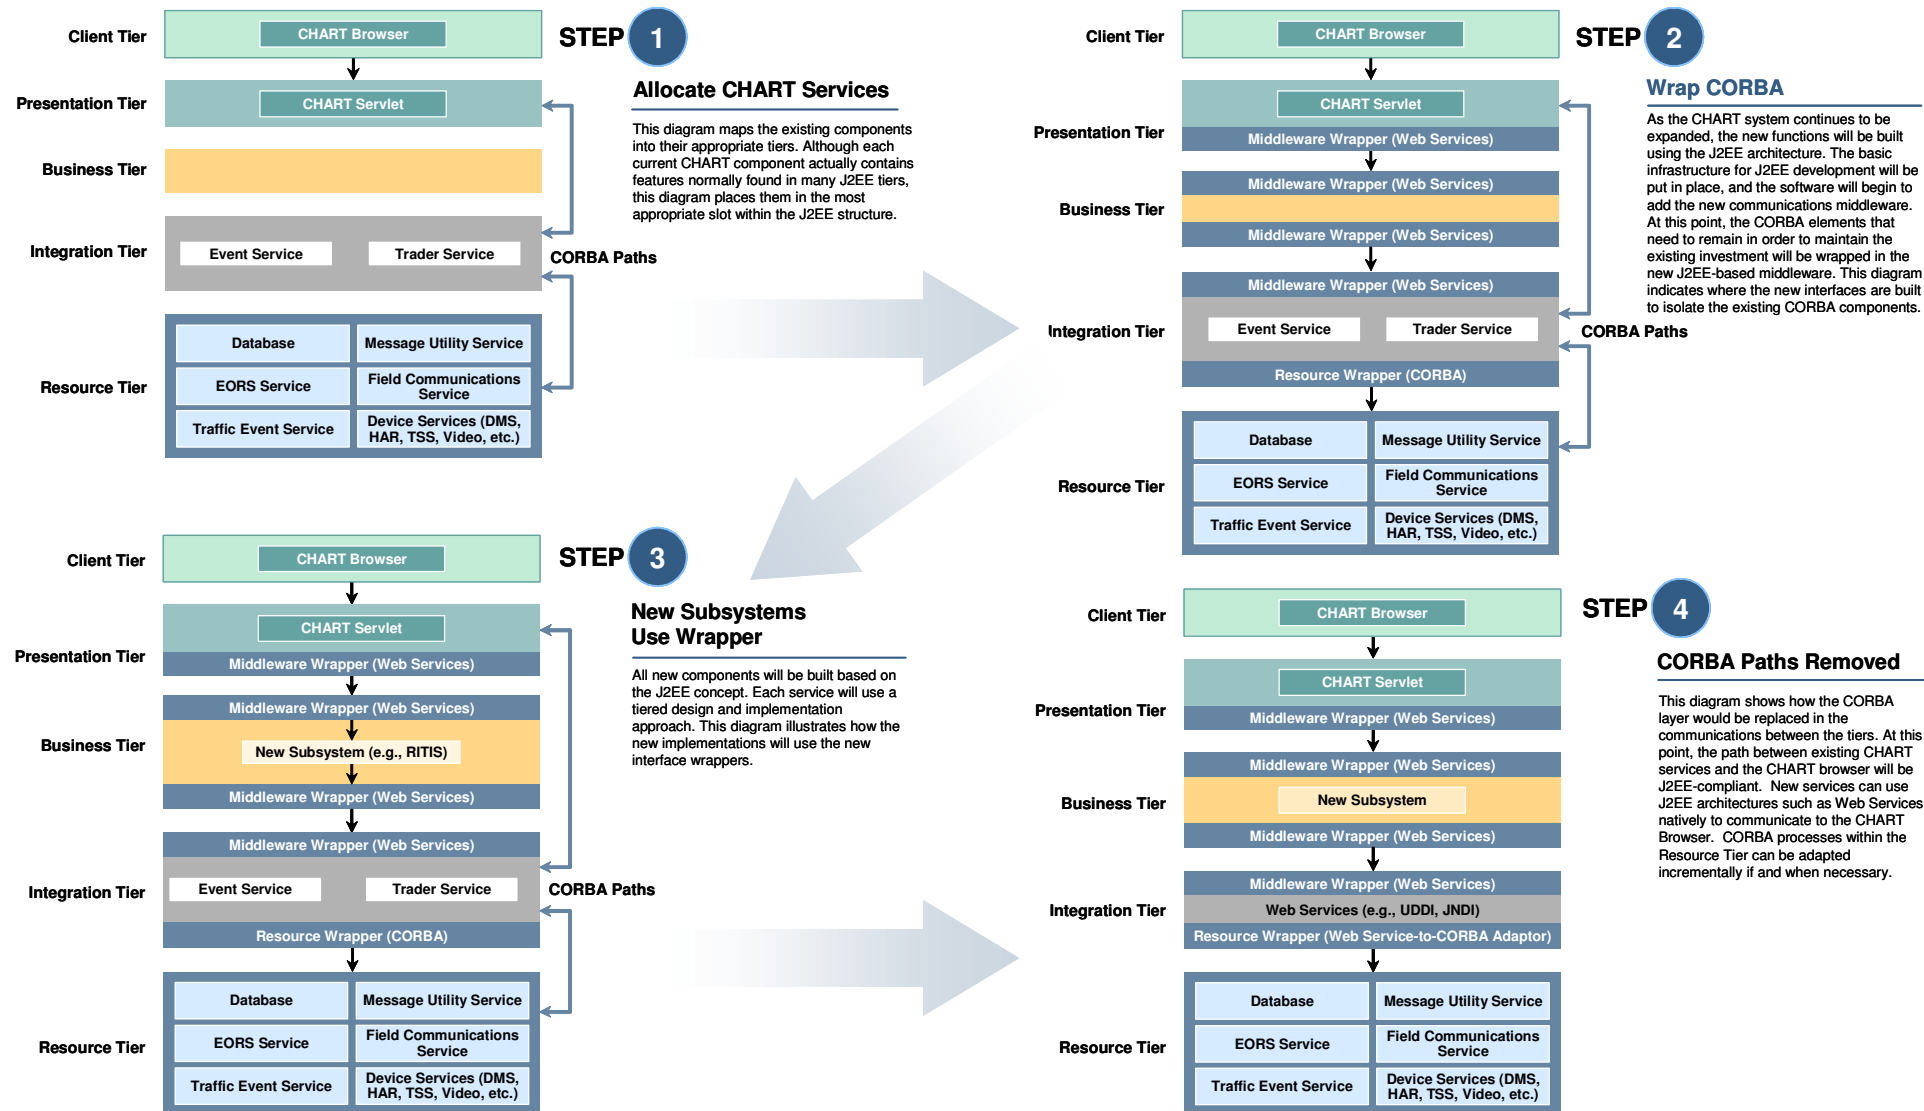 Client Tier
CHART Browser
Presentation Tier
CHART Servlet
Business Tier
Integration Tier
Event Service
Trader Service
CORBA Paths
Resource Tier
Database
Message Utility Service
EORS Service
Field Communications
Service
Traffic Event Service
Device Services (DMS,
HAR, TSS, Video, etc.)
STEP 1
Allocate CHART Services
This diagram maps the existing components
into their appropriate tiers. Although each
current CHART component actually contains
features normally found in many J2EE tiers,
this diagram places them in the most
appropriate slot within the J2EE structure.
Client Tier
CHART Browser
CHART Servlet
Presentation Tier
Middleware Wrapper (Web Services)
Middleware Wrapper (Web Services)
Business Tier
Middleware Wrapper (Web Services)
Middleware Wrapper (Web Services)
Integration Tier
Event Service
Trader Service
CORBA Paths
Resource Wrapper (CORBA)
Resource Tier
Database
Message Utility Service
EORS Service
Field Communications
Service
Traffic Event Service
Device Services (DMS,
HAR, TSS, Video, etc.)
STEP 2
Wrap CORBA
As the CHART system continues to be
expanded, the new functions will be built
using the J2EE architecture. The basic
infrastructure for J2EE development will be
put in place, and the software will begin to
add the new communications middleware.
At this point, the CORBA elements that
need to remain in order to maintain the
existing investment will be wrapped in the
new J2EE-based middleware. This diagram
indicates where the new interfaces are built
to isolate the existing CORBA components.
Client Tier
CHART Browser
CHART Servlet
Presentation Tier
Middleware Wrapper (Web Services)
Middleware Wrapper (Web Services)
Business Tier
New Subsystem (e.g., RITIS)
Middleware Wrapper (Web Services)
Middleware Wrapper (Web Services)
Integration Tier
Event Service
Trader Service
CORBA Paths
Resource Wrapper (CORBA)
Resource Tier
Database
Message Utility Service
EORS Service
Field Communications
Service
Traffic Event Service
Device Services (DMS,
HAR, TSS, Video, etc.)
STEP 3
New Subsystems
Use Wrapper
All new components will be built based on
the J2EE concept. Each service will use a
tiered design and implementation
approach. This diagram illustrates how the
new implementations will use the new
interface wrappers.
Client Tier
CHART Browser
CHART Servlet
Presentation Tier
Middleware Wrapper (Web Services)
Middleware Wrapper (Web Services)
Business Tier
New Subsystem
Middleware Wrapper (Web Services)
Middleware Wrapper (Web Services)
Integration Tier
Web Services (e.g., UDDI, JNDI)
Resource Wrapper (Web Service-to-CORBA Adaptor)
Resource Tier
Database
Message Utility Service
EORS Service
Field Communications
Service
Traffic Event Service
Device Services (DMS,
HAR, TSS, Video, etc.)
STEP 4
CORBA Paths Removed
This diagram shows how the CORBA
layer would be replaced in the
communications between the tiers. At this
point, the path between existing CHART
services and the CHART browser will be
J2EE-compliant.  New services can use
J2EE architectures such as Web Services
natively to communicate to the CHART
Browser.  CORBA processes within the
Resource Tier can be adapted
incrementally if and when necessary.